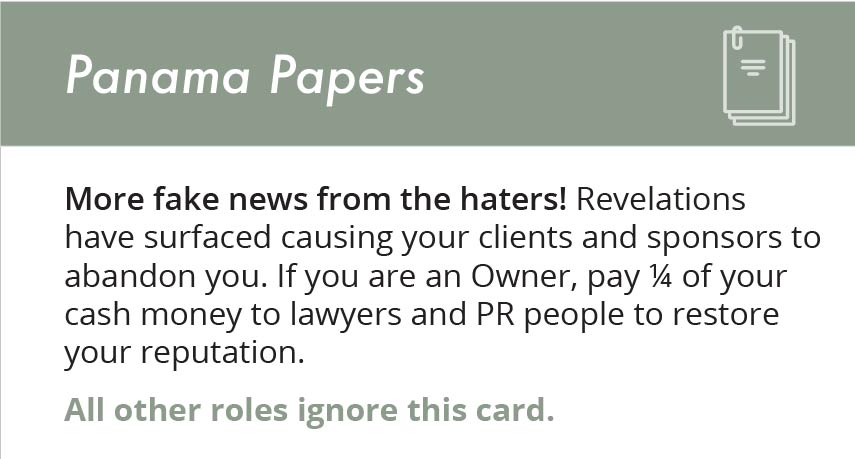 Panama Papers
More fake news from the haters! Revelations
have surfaced causing your clients and sponsors to
abandon you. If you are an Owner, pay ¼ of your
cash money to lawyers and PR people to restore
your reputation.
All other roles ignore this card.